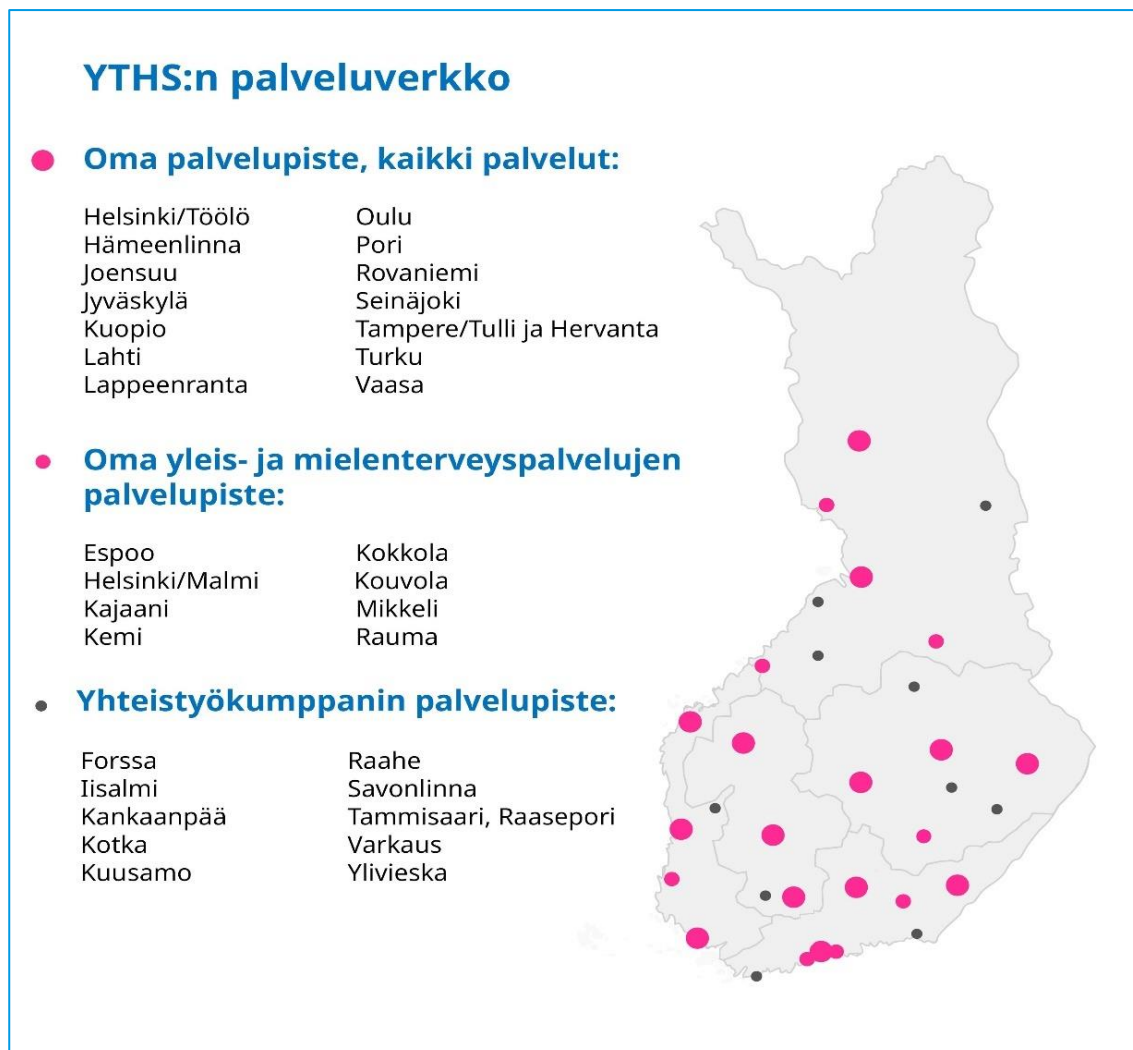 YTHS:n palveluverkko
Oma palvelupiste, kaikki palvelut:
Helsinki/Töölö
Hämeenlinna
Joensuu
Jyväskylä
Kuopio
Lahti
Lappeenranta
Oulu
Pori
Rovaniemi
Seinäjoki
Tampere/Tulli ja Hervanta
Turku
Vaasa
Oma yleis- ja mielenterveyspalvelujen
palvelupiste:
Espoo
Helsinki/Malmi
Kajaani
Kemi
Kokkola
Kouvola
Mikkeli
Rauma
Yhteistyökumppanin palvelupiste:
Forssa
Iisalmi
Kankaanpää
Kotka
Kuusamo
Raahe
Savonlinna
Tammisaari, Raasepori
Varkaus
Ylivieska